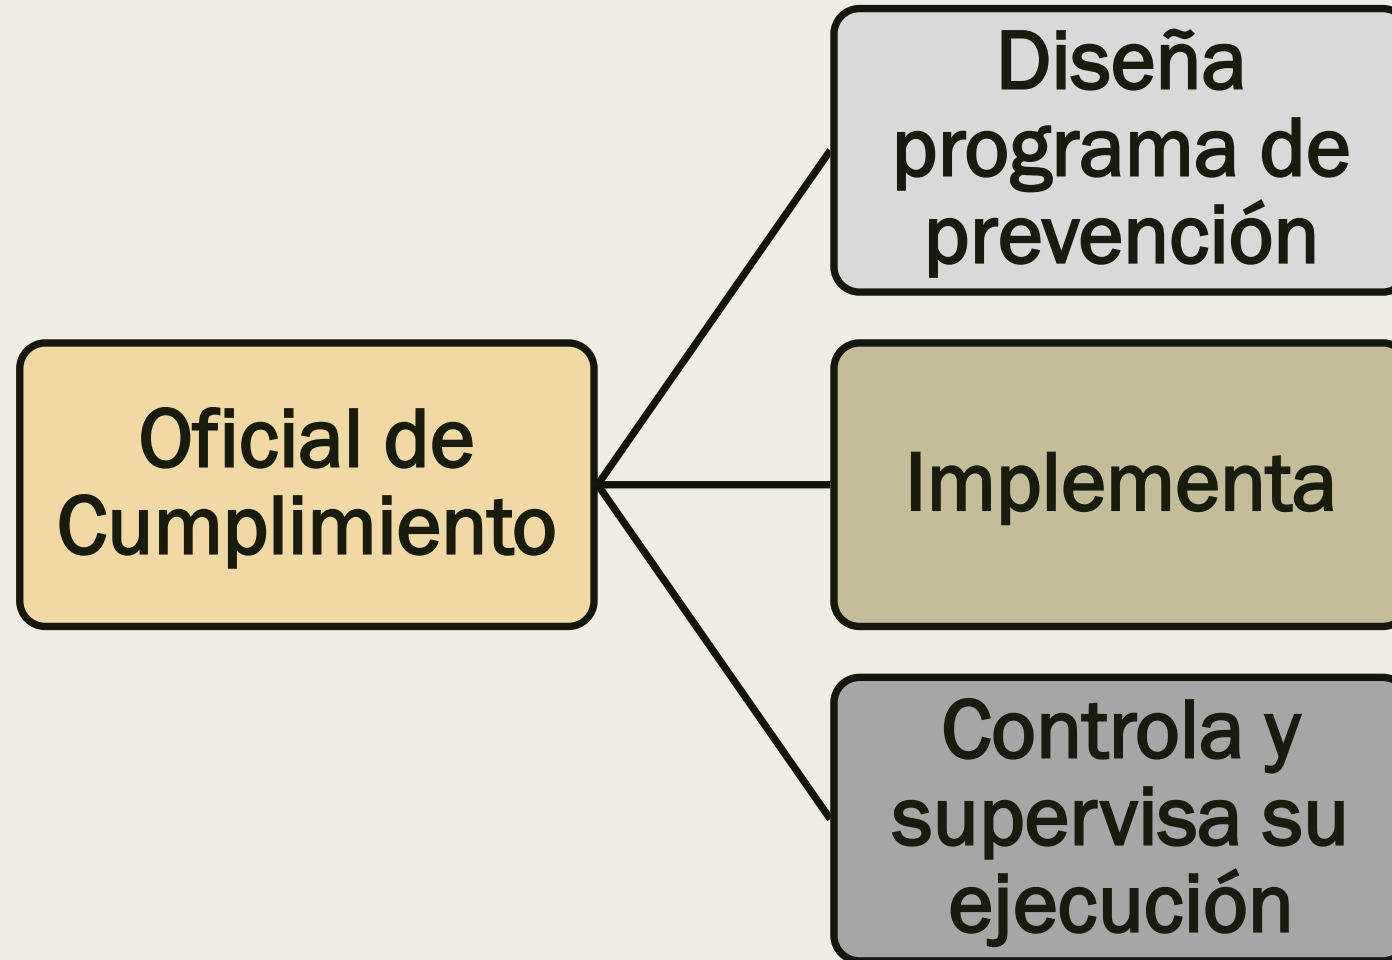 Oficial de
Cumplimiento
Diseña
programa de
prevención
Implementa
Controla y
supervisa su
ejecución